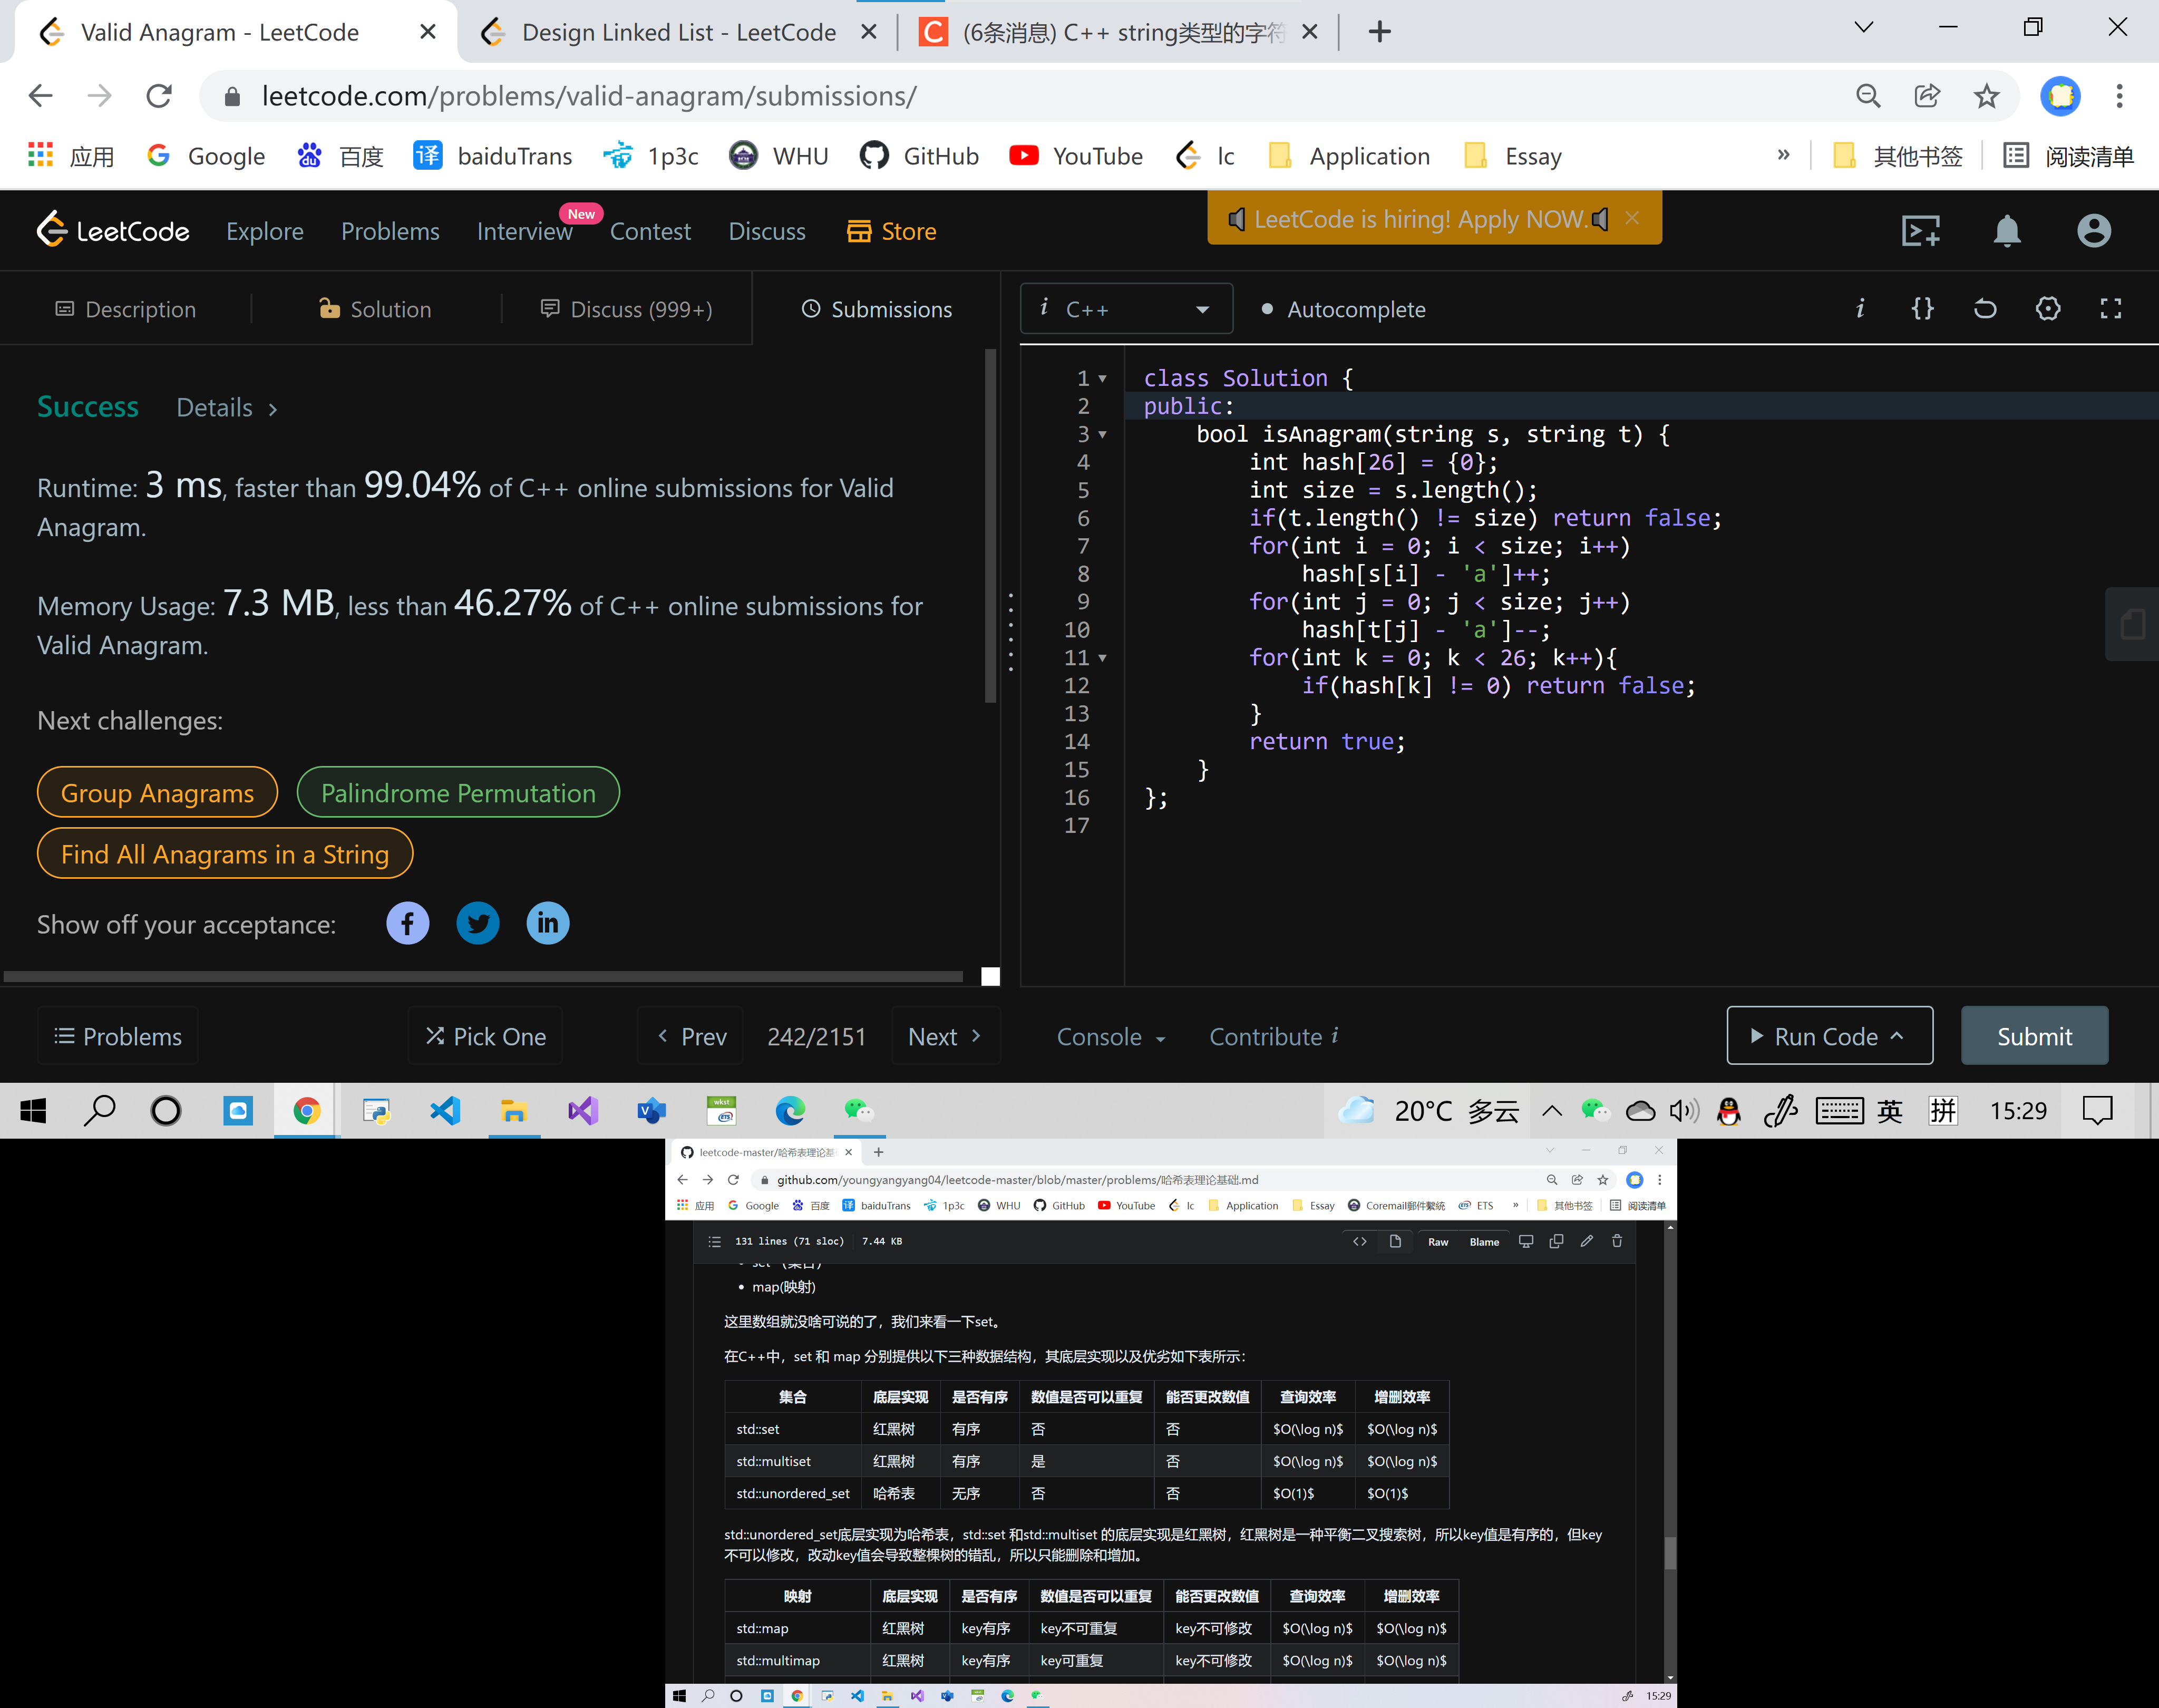 Valid Anagram - LeetCode
Design Linked List - LeetCode
(6条消息) C++ string类型的字符
leetcode.com/problems/valid-anagram/submissions/
应用 Google 百度 baiduTrans 1p3c WHU GitHub YouTube lc Application Essay » 其他书签 阅读清单
LeetCode Explore Problems Interview New Contest Discuss Store
LeetCode is hiring! Apply NOW.
Description Solution Discuss (999+) Submissions
i C++ Autocomplete
Success Details >
Runtime: 3 ms, faster than 99.04% of C++ online submissions for Valid
Anagram.
Memory Usage: 7.3 MB, less than 46.27% of C++ online submissions for
Valid Anagram.
Next challenges:
Group Anagrams Palindrome Permutation
Find All Anagrams in a String
Show off your acceptance:
1 class Solution {
2 public:
3 bool isAnagram(string s, string t) {
4 int hash[26] = {0};
5 int size = s.length();
6 if(t.length() != size) return false;
7 for(int i = 0; i < size; i++)
8 hash[s[i] - 'a']++;
9 for(int j = 0; j < size; j++)
10 hash[t[j] - 'a']--;
11 for(int k = 0; k < 26; k++){
12 if(hash[k] != 0) return false;
13 }
14 return true;
15 }
16 };
17
Problems Pick One < Prev 242/2151 Next > Console Contribute i Run Code Submit
20°C 多云 英 拼 15:29
leetcode-master/哈希表理论基
github.com/youngyangyang04/leetcode-master/blob/master/problems/哈希表理论基础.md
应用 Google 百度 baiduTrans 1p3c WHU GitHub YouTube lc Application Essay Coremail郵件繫統 ETS » 其他书签 阅读清单
131 lines (71 sloc) 7.44 KB
<> Raw Blame
• set (集合)
• map(映射)
这里数组就没啥可说的了，我们来看一下set。
在C++中，set 和 map 分别提供以下三种数据结构，其底层实现以及优劣如下表所示：
集合 底层实现 是否有序 数值是否可以重复 能否更改数值 查询效率 增删效率
std::set 红黑树 有序 否 否 $O(\log n)$ $O(\log n)$
std::multiset 红黑树 有序 是 否 $O(\log n)$ $O(\log n)$
std::unordered_set 哈希表 无序 否 否 $O(1)$ $O(1)$
std::unordered_set底层实现为哈希表，std::set 和std::multiset 的底层实现是红黑树，红黑树是一种平衡二叉搜索树，所以key值是有序的，但key
不可以修改，改动key值会导致整棵树的错乱，所以只能删除和增加。
映射 底层实现 是否有序 数值是否可以重复 能否更改数值 查询效率 增删效率
std::map 红黑树 key有序 key不可重复 key不可修改 $O(\log n)$ $O(\log n)$
std::multimap 红黑树 key有序 key可重复 key不可修改 $O(\log n)$ $O(\log n)$
15:29